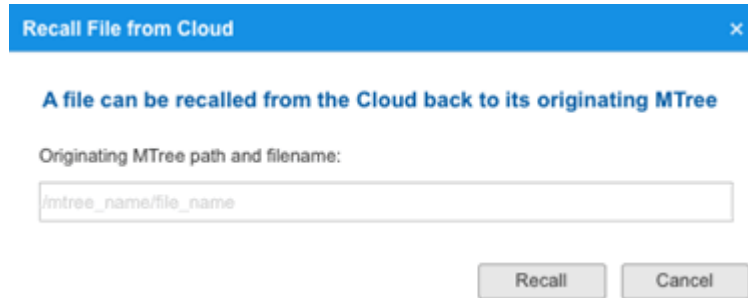 Recall File from Cloud ×
A file can be recalled from the Cloud back to its originating MTree
Originating MTree path and filename:
/mtree_name/file_name
Recall Cancel